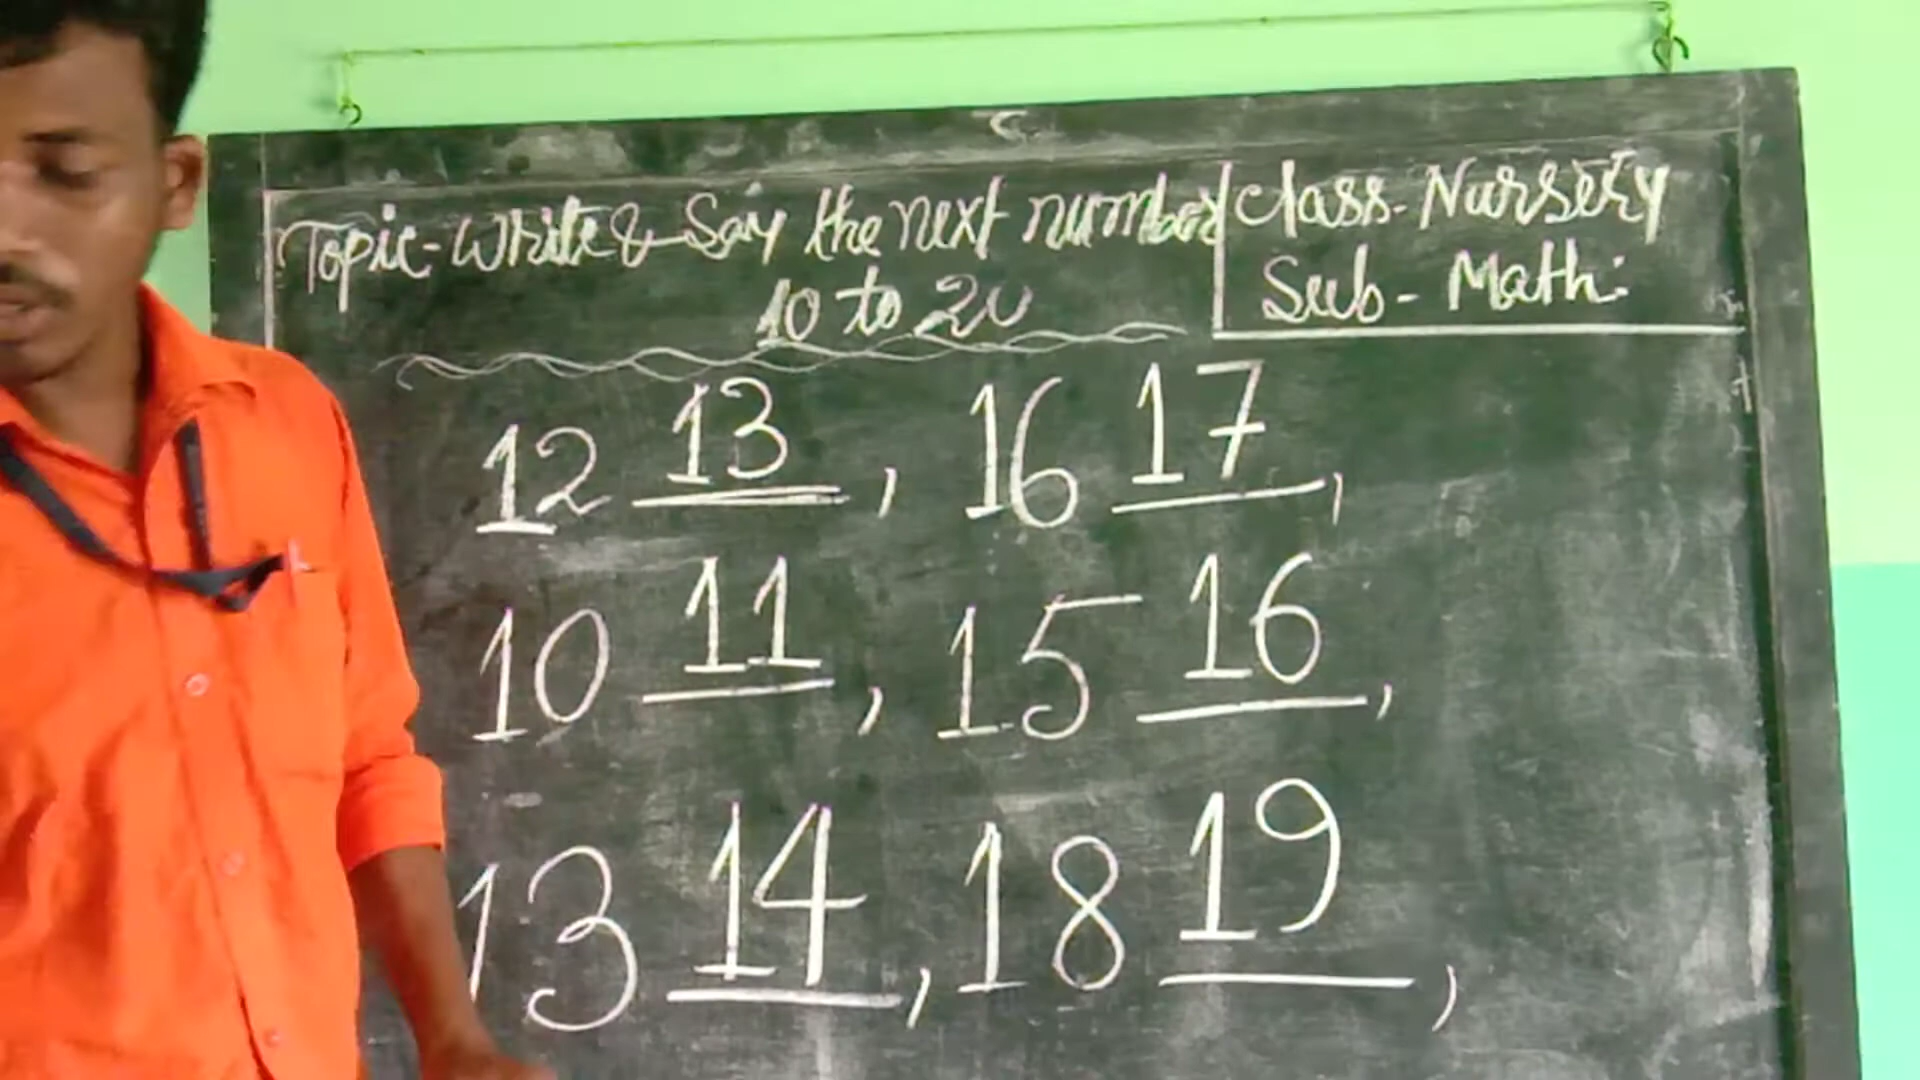 Topic-Write & Say the next number
10 to 20
Class-Nursery
Sub- Math:
12 13, 16 17,
10 11, 15 16,
13 14, 18 19,